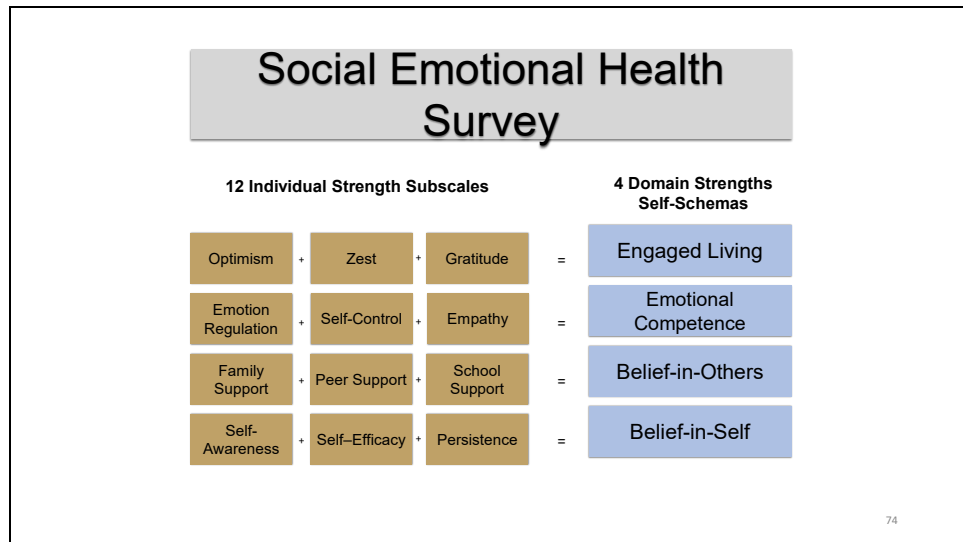 Social Emotional Health
Survey
12 Individual Strength Subscales
4 Domain Strengths
Self-Schemas
Optimism + Zest + Gratitude = Engaged Living
Emotion
Regulation + Self-Control + Empathy = Emotional
Competence
Family
Support + Peer Support + School
Support = Belief-in-Others
Self-
Awareness + Self–Efficacy + Persistence = Belief-in-Self
74